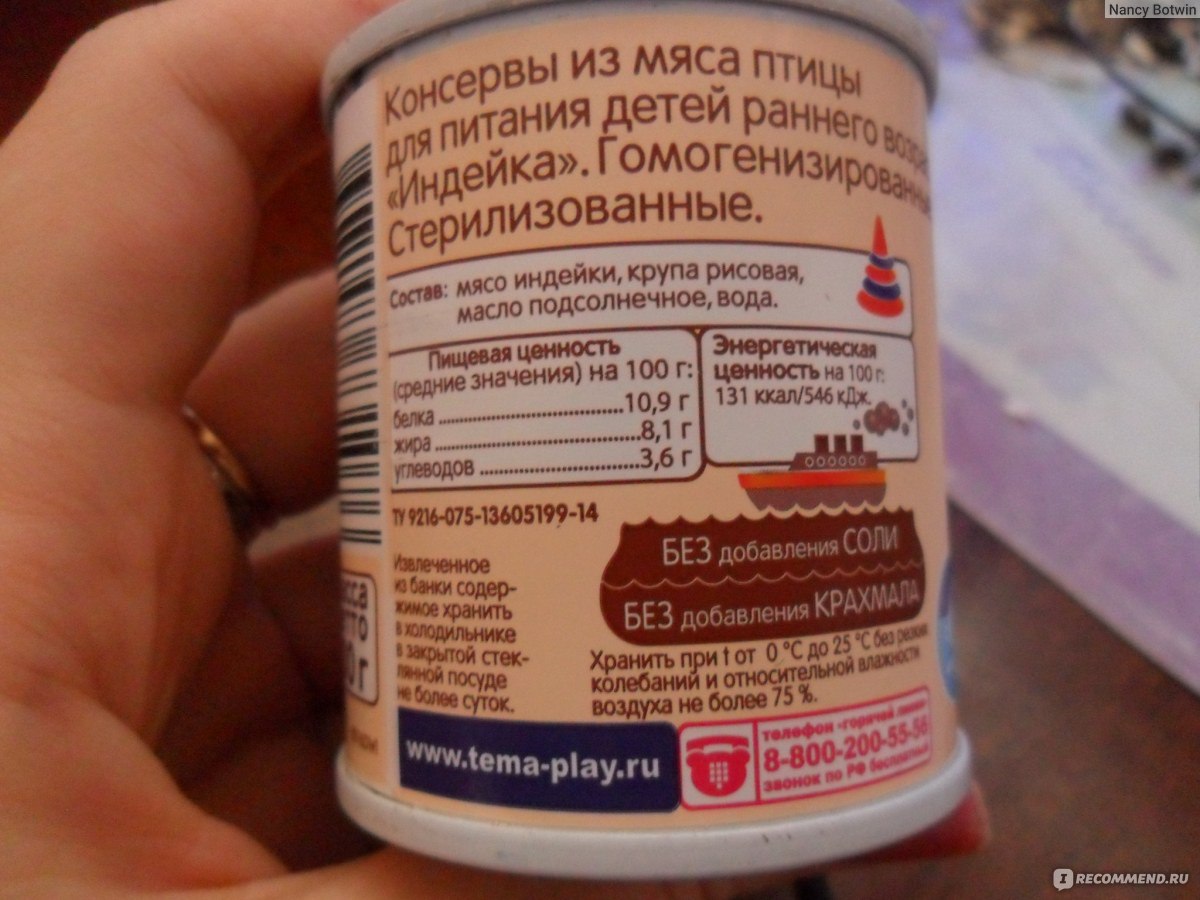 Nancy Botwin
Консервы из мяса птицы
для питания детей раннего
«Индейка». Гомогенизированные
Стерилизованные.
Состав: мясо индейки, крупа рисовая,
масло подсолнечное, вода.
Пищевая ценность
(средние значения) на 100 г:
белка ........................... 10,9 г
жира ............................. 8,1 г
углеводов ..................... 3,6 г
Энергетическая
ценность на 100 г:
131 ккал/546 кДж.
ТУ 9216-075-13605199-14
БЕЗ добавления СОЛИ
БЕЗ добавления КРАХМАЛА
Извлеченное
из банки содер-
жимое хранить
в холодильнике
в закрытой стек-
лянной посуде
не более суток.
Хранить при t от 0 °С до 25 °С без резких
колебаний и относительной влажности
воздуха не более 75 %.
www.tema-play.ru
телефон «горячей линии»
8-800-200-55-56
звонок по РФ бесплатный
IRECOMMEND.RU